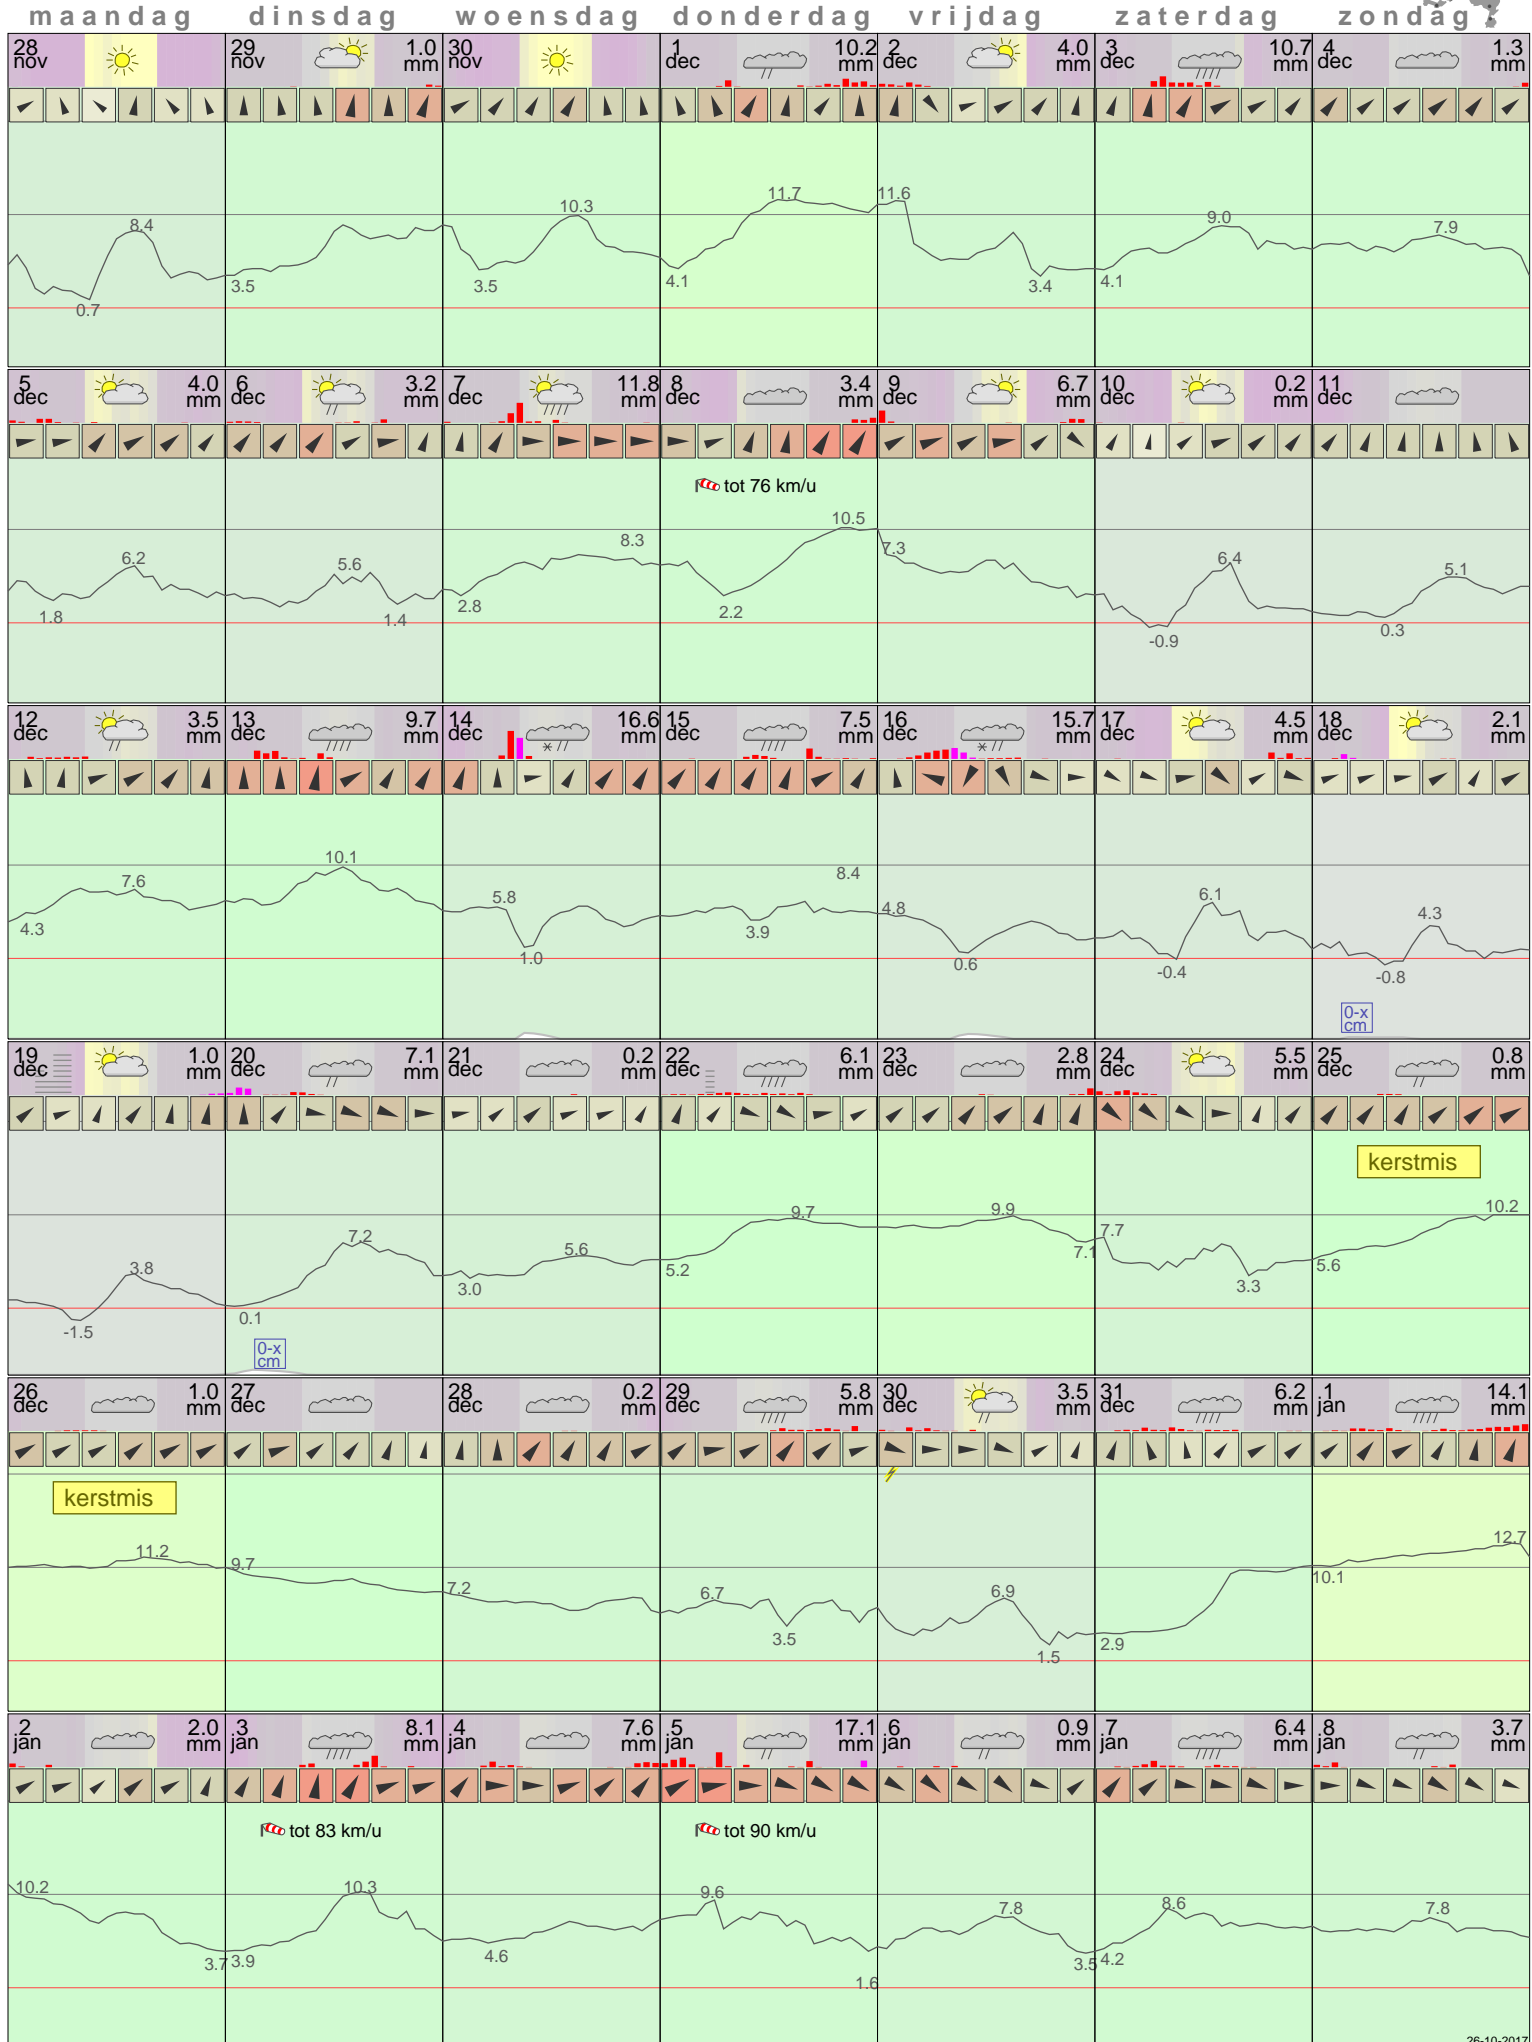 maandag dinsdag woensdag donderdag vrijdag zaterdag zondag
28 29 1.0 30 1 10.2 2 4.0 3 10.7 4 1.3
nov nov mm nov dec mm dec mm dec mm dec mm
11.7 11.6
10.3
8.4 9.0 7.9
0.7 3.5 3.5 4.1 3.4 4.1
5 4.0 6 3.2 7 11.8 8 3.4 9 6.7 10 0.2 11
dec mm dec mm dec mm dec mm dec mm dec mm dec
tot 76 km/u
10.5
6.2 5.6 8.3 7.3 6.4 5.1
1.8 1.4 2.8 2.2 -0.9 0.3
12 3.5 13 9.7 14 16.6 15 7.5 16 15.7 17 4.5 18 2.1
dec mm dec mm dec mm dec mm dec mm dec mm dec mm
10.1
7.6 5.8 8.4 4.8 6.1 4.3
4.3 1.0 3.9 0.6 -0.4 -0.8
0-x
cm
19 1.0 20 7.1 21 0.2 22 6.1 23 2.8 24 5.5 25 0.8
dec mm dec mm dec mm dec mm dec mm dec mm dec mm
kerstmis
9.7 9.9 10.2
3.8 7.2 5.6 7.7
-1.5 0.1 3.0 5.2 7.1 3.3 5.6
0-x
cm
26 1.0 27 28 0.2 29 5.8 30 3.5 31 6.2 1 14.1
dec mm dec dec mm dec mm dec mm dec mm jan mm
kerstmis
11.2 9.7 12.7
7.2 6.7 6.9 10.1
3.5 1.5 2.9
2 2.0 3 8.1 4 7.6 5 17.1 6 0.9 7 6.4 8 3.7
jan mm jan mm jan mm jan mm jan mm jan mm jan mm
tot 83 km/u tot 90 km/u
10.2 10.3 9.6 7.8 8.6 7.8
3.7 3.9 4.6 1.6 3.5 4.2
26-10-2017